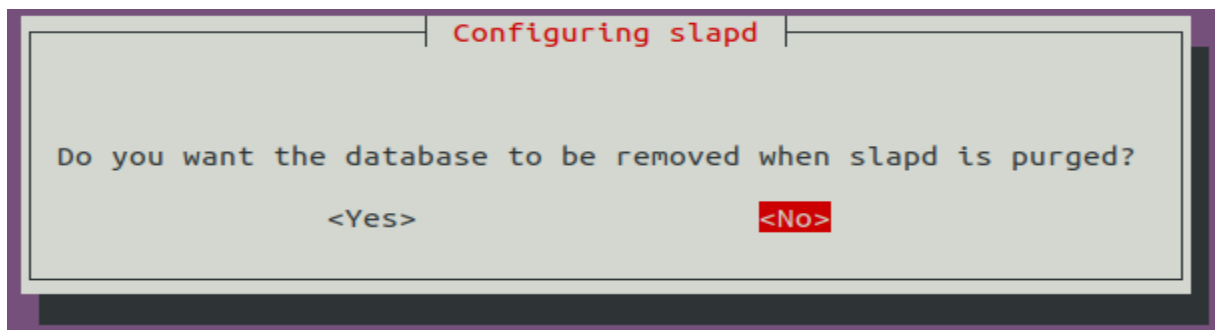 Configuring slapd
Do you want the database to be removed when slapd is purged?
<Yes> <No>